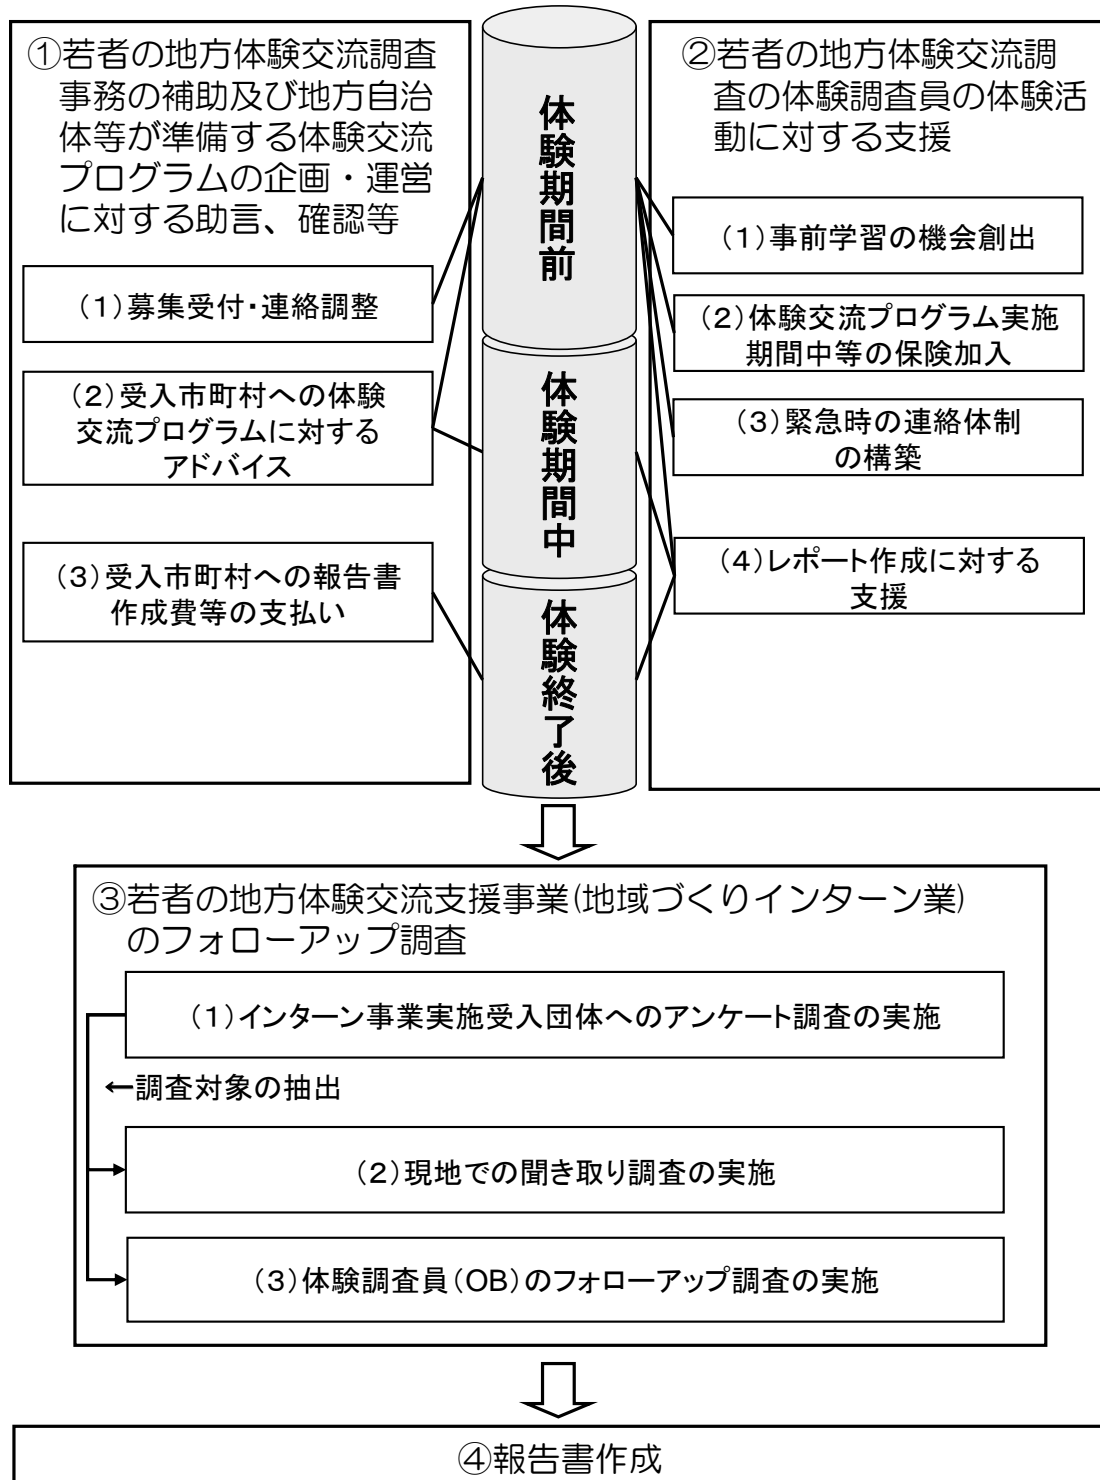 ①若者の地方体験交流調査
事務の補助及び地方自治
体等が準備する体験交流
プログラムの企画・運営
に対する助言、確認等
(1)募集受付・連絡調整
(2)受入市町村への体験
交流プログラムに対する
アドバイス
(3)受入市町村への報告書
作成費等の支払い
体験期間前
体験期間中
体験終了後
②若者の地方体験交流調
査の体験調査員の体験活
動に対する支援
(1)事前学習の機会創出
(2)体験交流プログラム実施
期間中等の保険加入
(3)緊急時の連絡体制
の構築
(4)レポート作成に対する
支援
③若者の地方体験交流支援事業(地域づくりインターン業)
のフォローアップ調査
(1)インターン事業実施受入団体へのアンケート調査の実施
←調査対象の抽出
(2)現地での聞き取り調査の実施
(3)体験調査員(OB)のフォローアップ調査の実施
④報告書作成